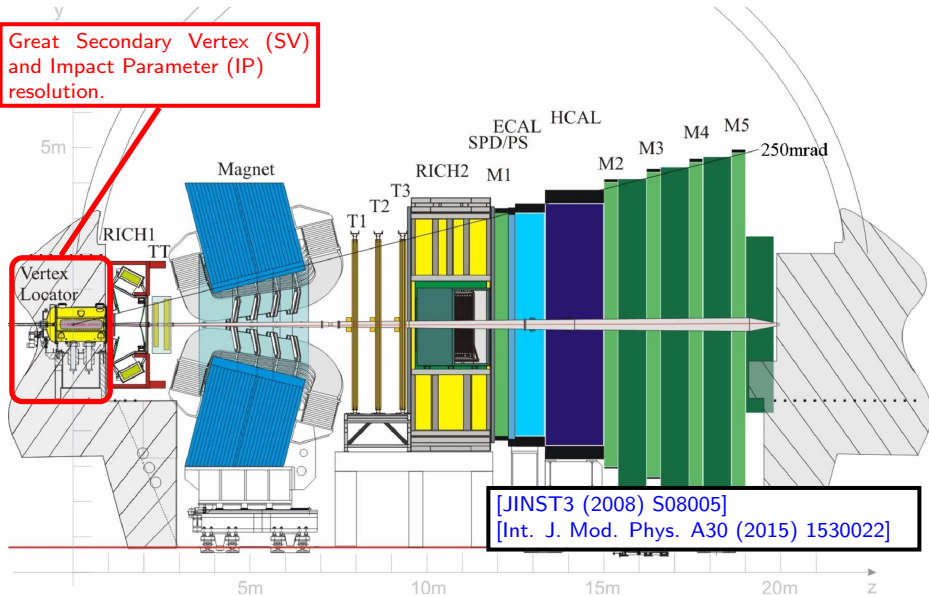 y
Great Secondary Vertex (SV)
and Impact Parameter (IP)
resolution.
5m
Magnet
T1
T2
T3
RICH2
SPD/PS
ECAL
HCAL
M1
M2
M3
M4
M5
250mrad
RICH1
TT
Vertex
Locator
[JINST3 (2008) S08005]
[Int. J. Mod. Phys. A30 (2015) 1530022]
5m
10m
15m
20m
z